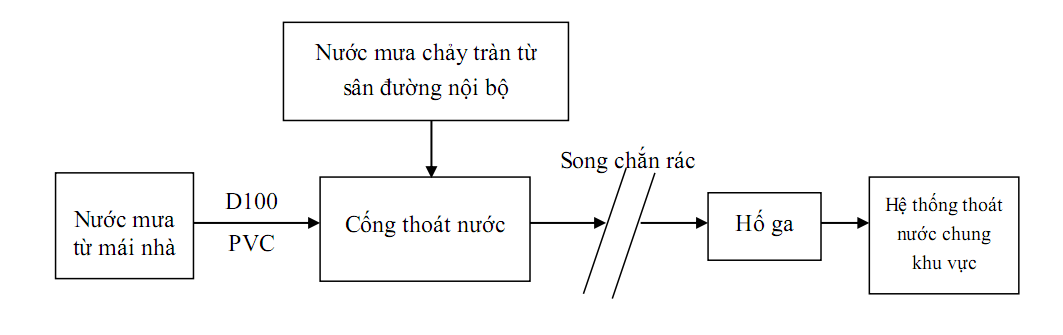 Nước mưa chảy tràn từ
sân đường nội bộ
Song chắn rác
Nước mưa
từ mái nhà
D100
PVC
Cống thoát nước
Hố ga
Hệ thống thoát
nước chung
khu vực